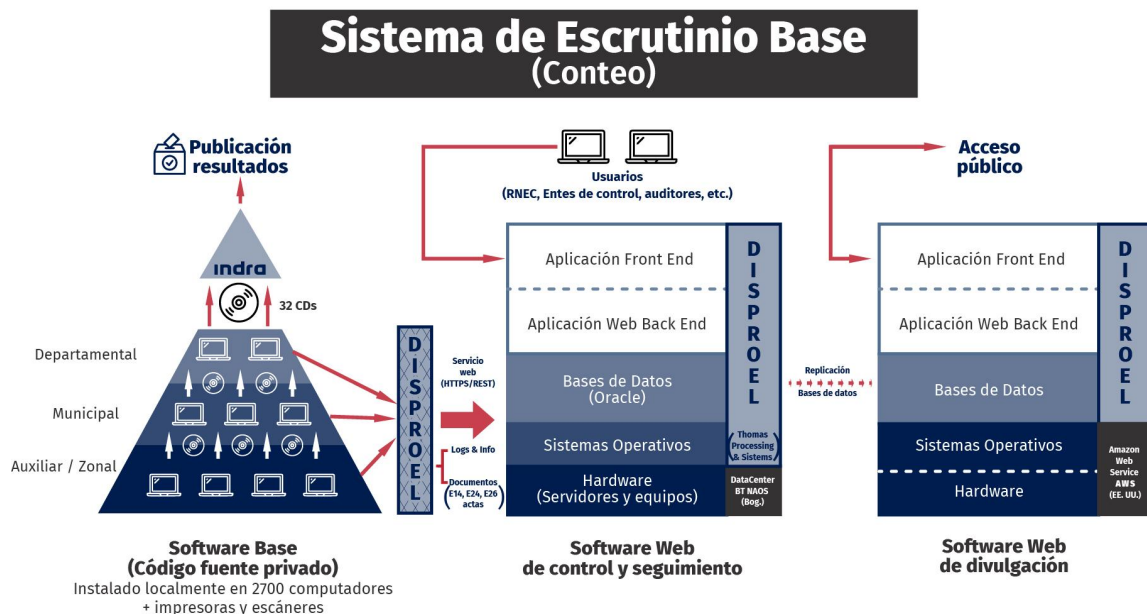 Sistema de Escrutinio Base
(Conteo)
Publicación
resultados
indra
32 CDs
Departamental
Municipal
Auxiliar / Zonal
Software Base
(Código fuente privado)
Instalado localmente en 2700 computadores
+ impresoras y escáneres
DISPROEL
Servicio
web
(HTTPS/REST)
Logs & Info
Documentos
(E14, E24, E26
actas)
Usuarios
(RNEC, Entes de control, auditores, etc.)
Aplicación Front End
Aplicación Web Back End
Bases de Datos
(Oracle)
Sistemas Operativos
Hardware
(Servidores y equipos)
DISPROEL
(Thomas
Processing
& Sistems)
DataCenter
BT NAOS
(Bog.)
Software Web
de control y seguimiento
Replicación
Bases de datos
Acceso
público
Aplicación Front End
Aplicación Web Back End
Bases de Datos
Sistemas Operativos
Hardware
DISPROEL
Amazon
Web
Service
AWS
(EE. UU.)
Software Web
de divulgación